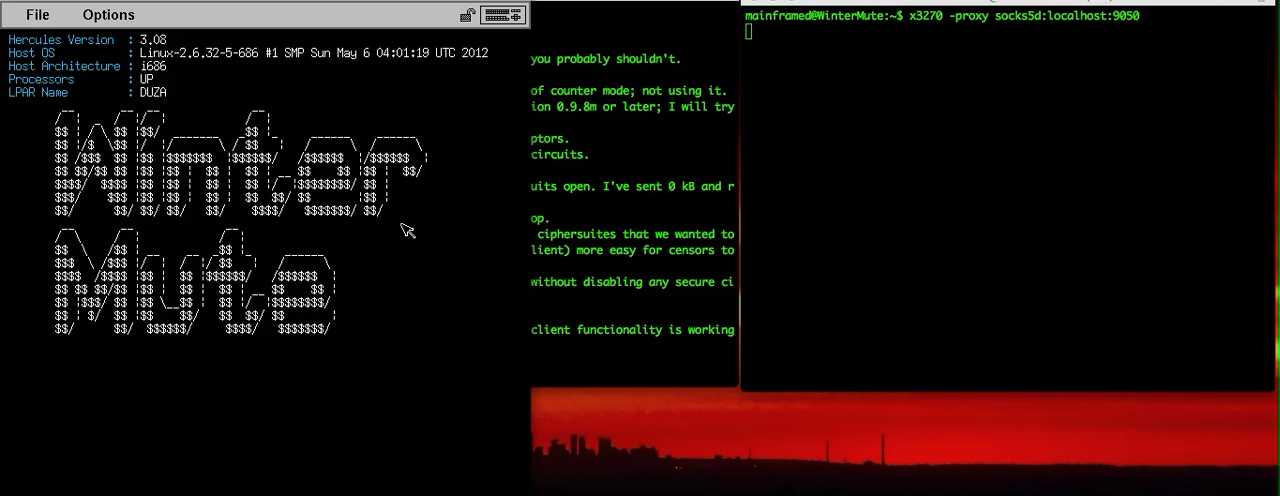 File Options
Hercules Version : 3.08
Host OS : Linux-2.6.32-5-686 #1 SMP Sun May 6 04:01:19 UTC 2012
Host Architecture : i686
Processors : UP
LPAR Name : DUZA
Winter
Mute
you probably shouldn't.
of counter mode; not using it.
ion 0.9.8m or later; I will try
ptors.
circuits.
uits open. I've sent 0 kB and r
op.
ciphersuites that we wanted to
lient) more easy for censors to
without disabling any secure ci
client functionality is working
mainframed@WinterMute:~$ x3270 -proxy socks5d:localhost:9050